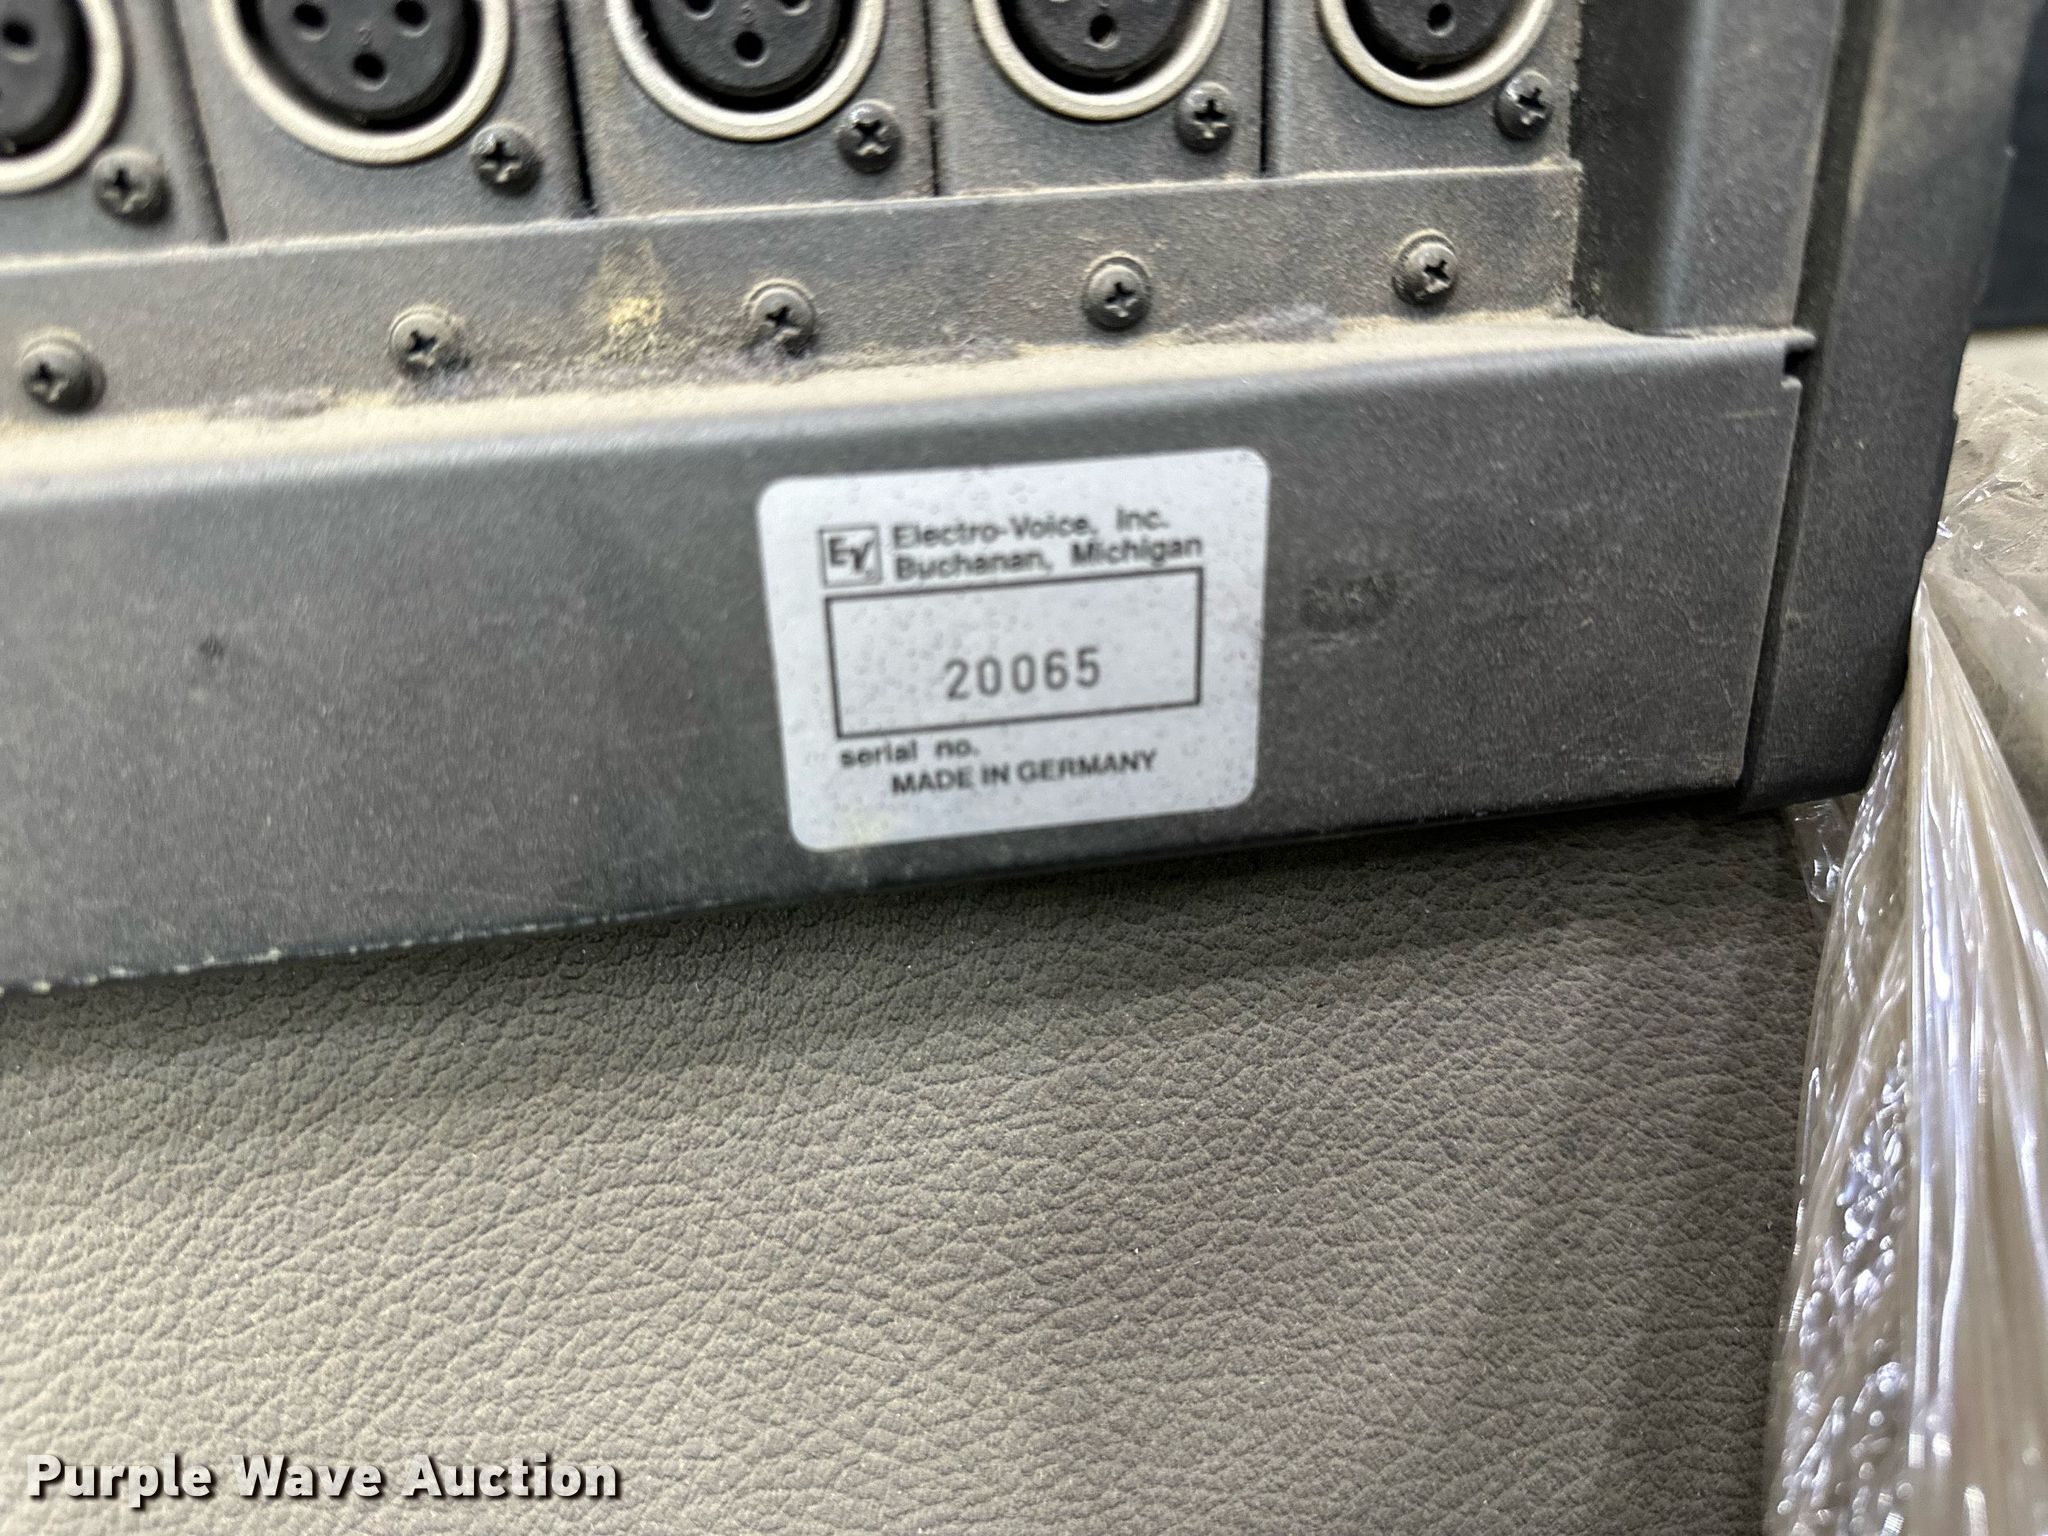 EV
Electro-Voice, Inc.
Buchanan, Michigan
20065
serial no.
MADE IN GERMANY
Purple Wave Auction